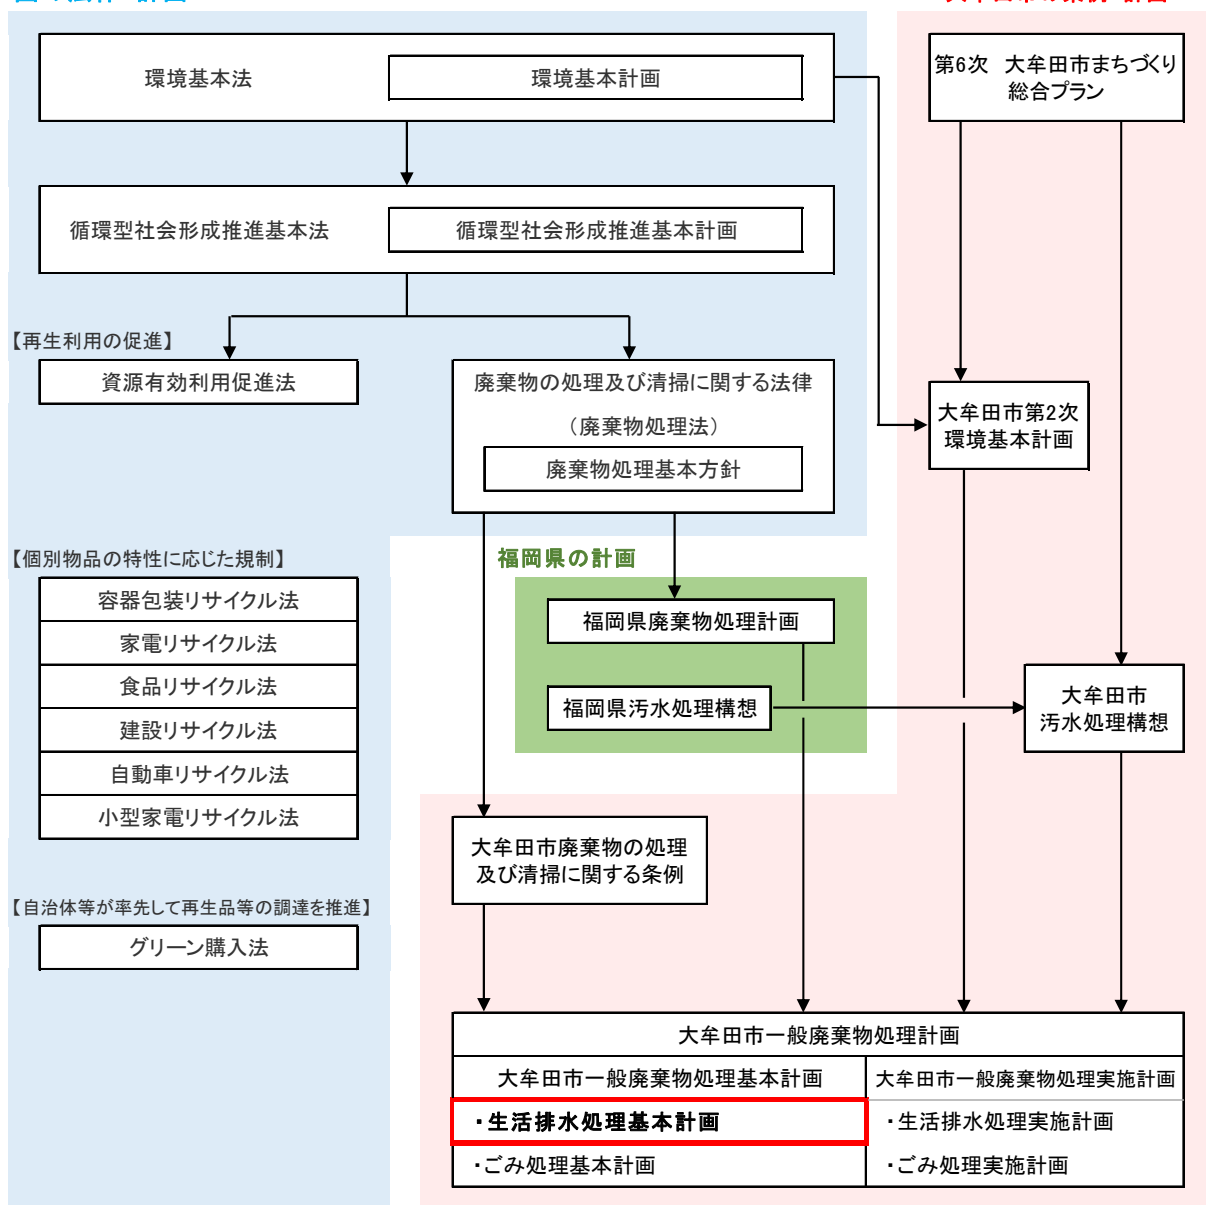 環境基本法
環境基本計画
第6次　大牟田市まちづくり
総合プラン
循環型社会形成推進基本法
循環型社会形成推進基本計画
【再生利用の促進】
資源有効利用促進法
廃棄物の処理及び清掃に関する法律
（廃棄物処理法）
廃棄物処理基本方針
大牟田市第2次
環境基本計画
【個別物品の特性に応じた規制】
容器包装リサイクル法
家電リサイクル法
食品リサイクル法
建設リサイクル法
自動車リサイクル法
小型家電リサイクル法
福岡県の計画
福岡県廃棄物処理計画
福岡県汚水処理構想
大牟田市
汚水処理構想
大牟田市廃棄物の処理
及び清掃に関する条例
【自治体等が率先して再生品等の調達を推進】
グリーン購入法
大牟田市一般廃棄物処理計画
大牟田市一般廃棄物処理基本計画
・生活排水処理基本計画
・ごみ処理基本計画
大牟田市一般廃棄物処理実施計画
・生活排水処理実施計画
・ごみ処理実施計画